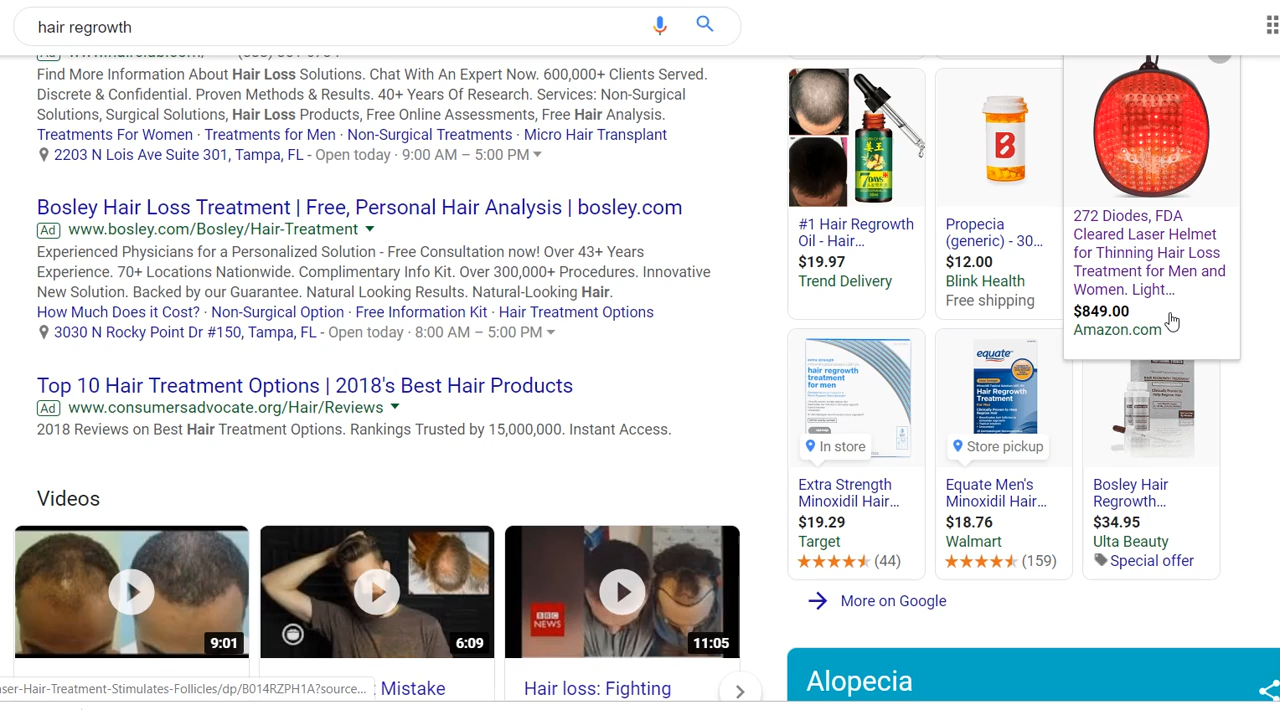 hair regrowth
Find More Information About Hair Loss Solutions. Chat With An Expert Now. 600,000+ Clients Served.
Discrete & Confidential. Proven Methods & Results. 40+ Years Of Research. Services: Non-Surgical
Solutions, Surgical Solutions, Hair Loss Products, Free Online Assessments, Free Hair Analysis.
Treatments For Women · Treatments for Men · Non-Surgical Treatments · Micro Hair Transplant
2203 N Lois Ave Suite 301, Tampa, FL - Open today · 9:00 AM – 5:00 PM
Bosley Hair Loss Treatment | Free, Personal Hair Analysis | bosley.com
Ad www.bosley.com/Bosley/Hair-Treatment
Experienced Physicians for a Personalized Solution - Free Consultation now! Over 43+ Years
Experience. 70+ Locations Nationwide. Complimentary Info Kit. Over 300,000+ Procedures. Innovative
New Solution. Backed by our Guarantee. Natural Looking Results. Natural-Looking Hair.
How Much Does it Cost? · Non-Surgical Option · Free Information Kit · Hair Treatment Options
3030 N Rocky Point Dr #150, Tampa, FL - Open today · 8:00 AM – 5:00 PM
Top 10 Hair Treatment Options | 2018's Best Hair Products
Ad www.consumersadvocate.org/Hair/Reviews
2018 Reviews on Best Hair Treatment Options. Rankings Trusted by 15,000,000. Instant Access.
Videos
9:01
6:09
BBC
NEWS
11:05
aser-Hair-Treatment-Stimulates-Follicles/dp/B014RZPH1A?source...
: Mistake
Hair loss: Fighting
7
DAYS
#1 Hair Regrowth
Oil - Hair...
$19.97
Trend Delivery
B
Propecia
(generic) - 30...
$12.00
Blink Health
Free shipping
272 Diodes, FDA
Cleared Laser Helmet
for Thinning Hair Loss
Treatment for Men and
Women. Light...
$849.00
Amazon.com
hair regrowth
treatment
for men
In store
Extra Strength
Minoxidil Hair...
$19.29
Target
(44)
equate
Hair Regrowth
Treatment
Store pickup
Equate Men's
Minoxidil Hair...
$18.76
Walmart
(159)
Bosley Hair
Regrowth...
$34.95
Ulta Beauty
Special offer
More on Google
Alopecia